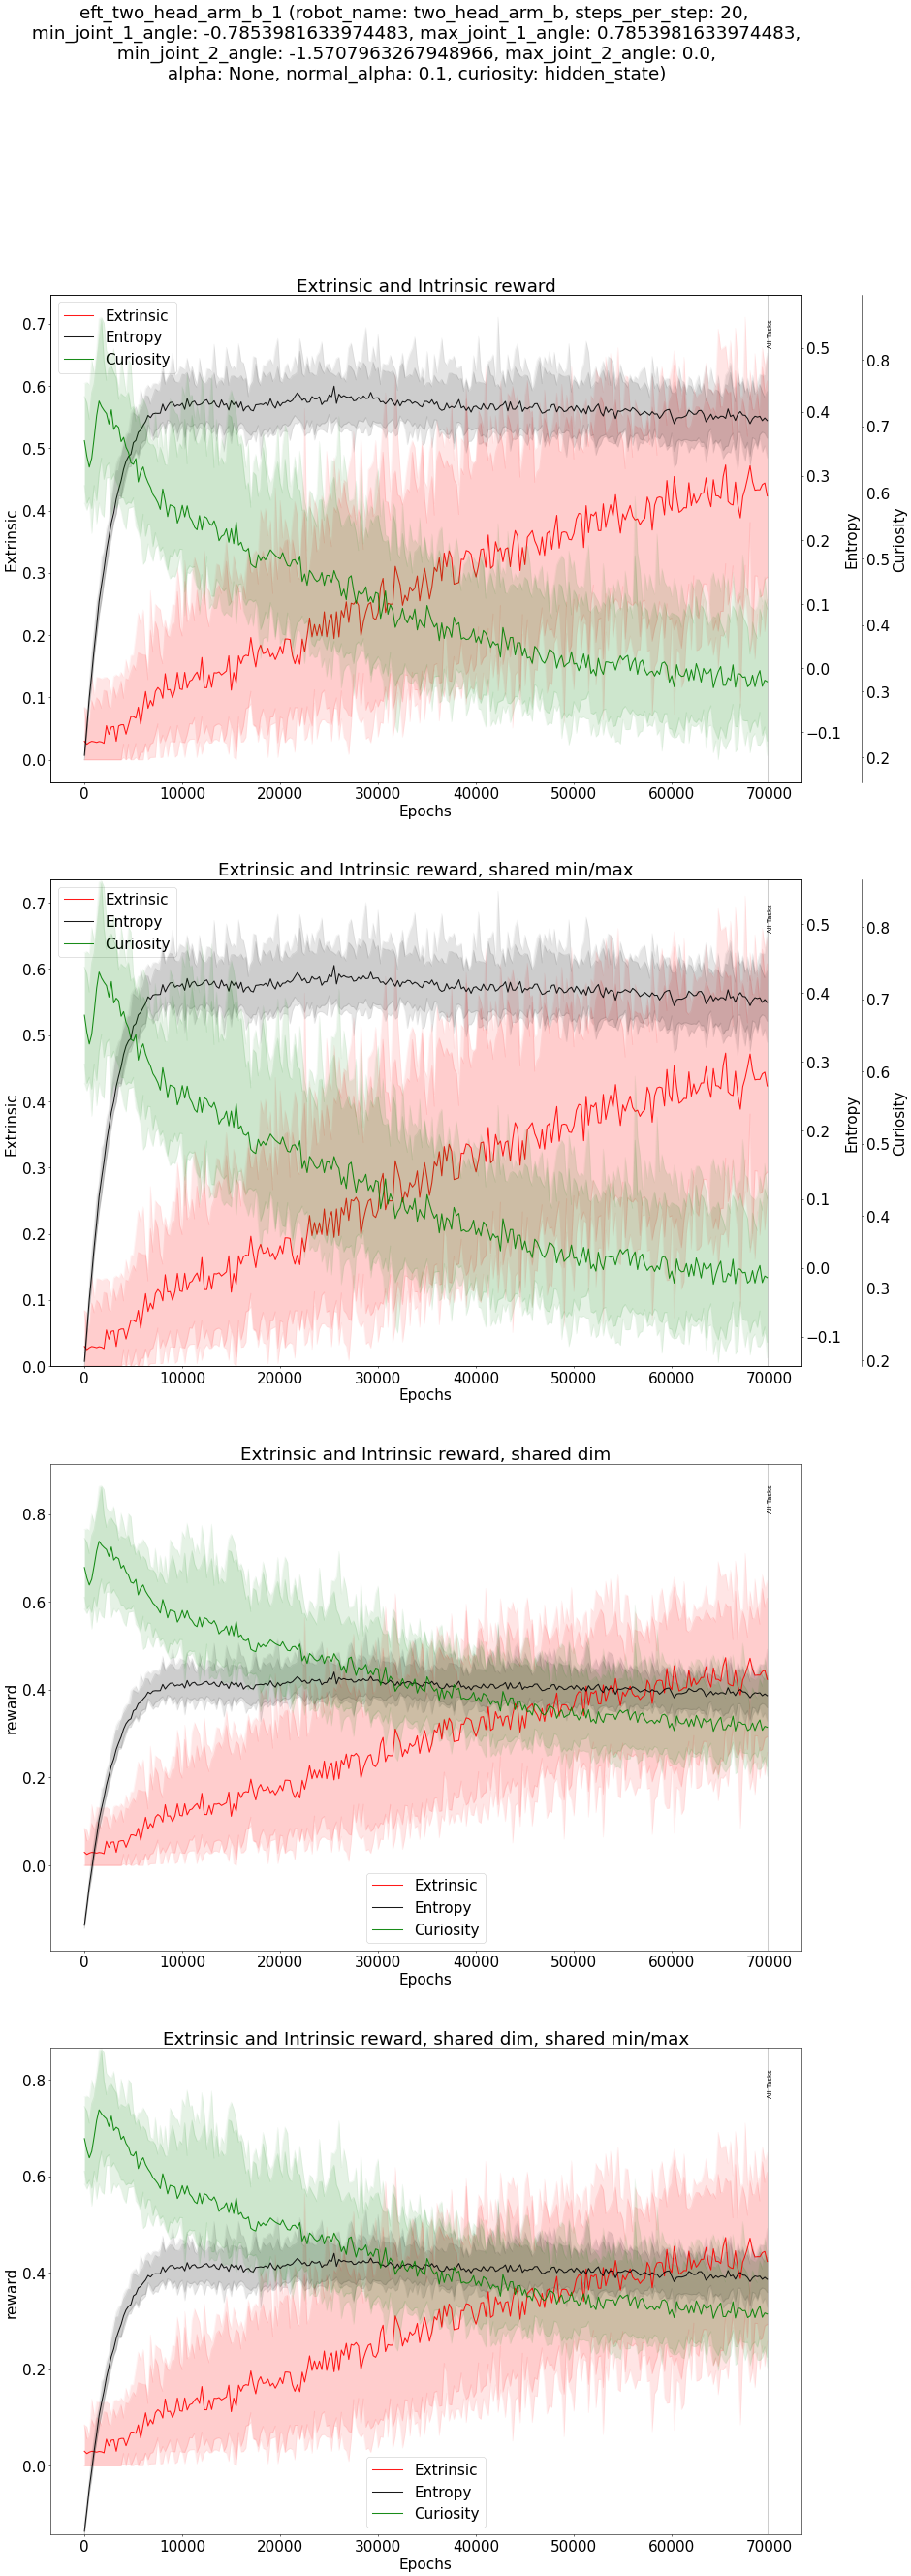 eft_two_head_arm_b_1 (robot_name: two_head_arm_b, steps_per_step: 20,
min_joint_1_angle: -0.7853981633974483, max_joint_1_angle: 0.7853981633974483,
min_joint_2_angle: -1.5707963267948966, max_joint_2_angle: 0.0,
alpha: None, normal_alpha: 0.1, curiosity: hidden_state)
Extrinsic and Intrinsic reward
Extrinsic
Entropy
Curiosity
All Tasks
0.7
0.6
0.5
0.4
0.3
0.2
0.1
0.0
Extrinsic
0.5
0.4
0.3
0.2
0.1
0.0
−0.1
Entropy
0.8
0.7
0.6
0.5
0.4
0.3
0.2
Curiosity
0 10000 20000 30000 40000 50000 60000 70000
Epochs
Extrinsic and Intrinsic reward, shared min/max
Extrinsic
Entropy
Curiosity
All Tasks
0.7
0.6
0.5
0.4
0.3
0.2
0.1
0.0
Extrinsic
0.5
0.4
0.3
0.2
0.1
0.0
−0.1
Entropy
0.8
0.7
0.6
0.5
0.4
0.3
0.2
Curiosity
0 10000 20000 30000 40000 50000 60000 70000
Epochs
Extrinsic and Intrinsic reward, shared dim
All Tasks
0.8
0.6
0.4
0.2
0.0
reward
Extrinsic
Entropy
Curiosity
0 10000 20000 30000 40000 50000 60000 70000
Epochs
Extrinsic and Intrinsic reward, shared dim, shared min/max
All Tasks
0.8
0.6
0.4
0.2
0.0
reward
Extrinsic
Entropy
Curiosity
0 10000 20000 30000 40000 50000 60000 70000
Epochs